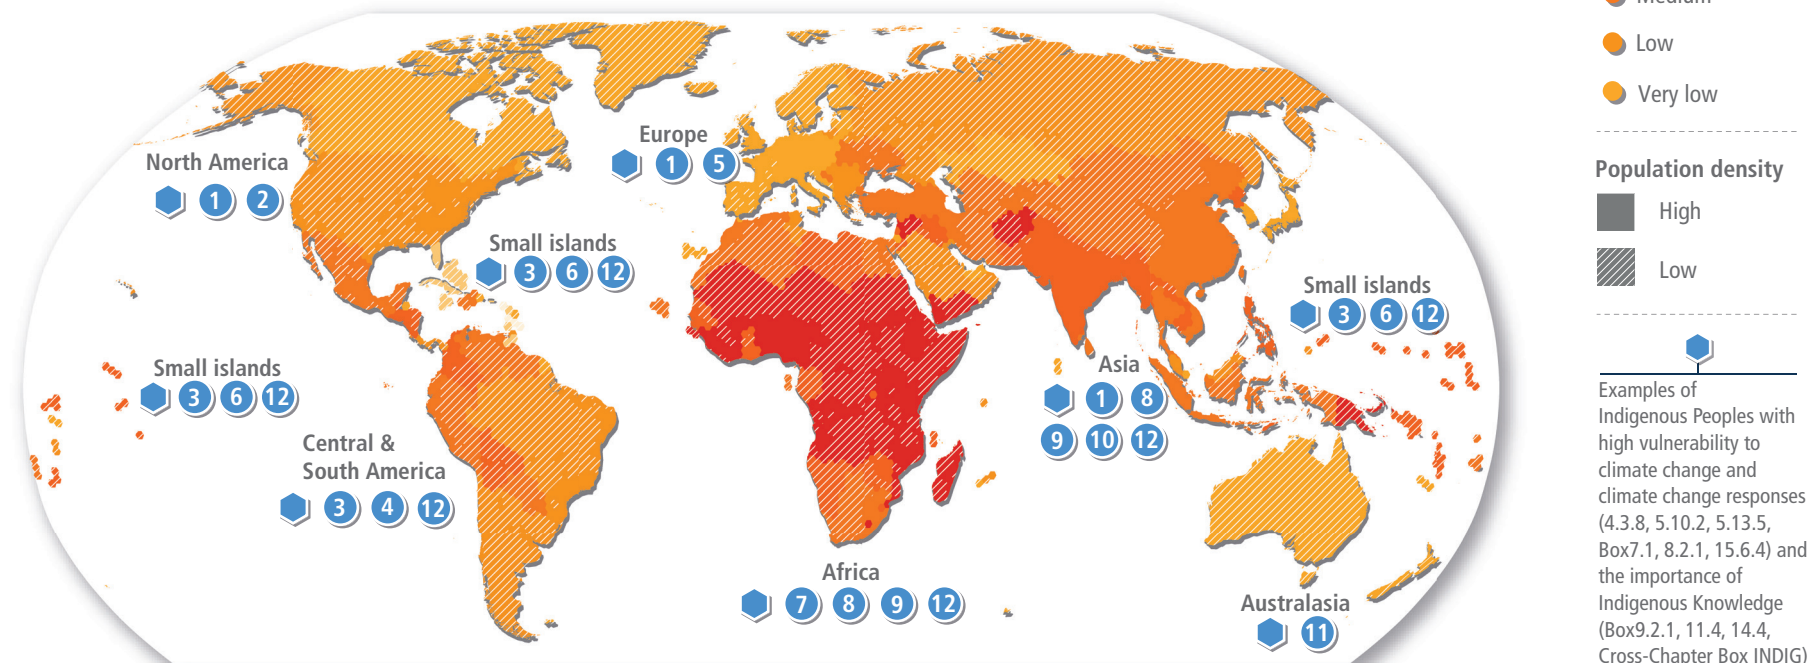 Medium
Low
Very low
Population density
High
Low
Examples of
Indigenous Peoples with
high vulnerability to
climate change and
climate change responses
(4.3.8, 5.10.2, 5.13.5,
Box7.1, 8.2.1, 15.6.4) and
the importance of
Indigenous Knowledge
(Box9.2.1, 11.4, 14.4,
Cross-Chapter Box INDIG)
North America
1 2
Europe
1 5
Small islands
3 6 12
Small islands
3 6 12
Small islands
3 6 12
Central &
South America
3 4 12
Asia
1 8
9 10 12
Africa
7 8 9 12
Australasia
11